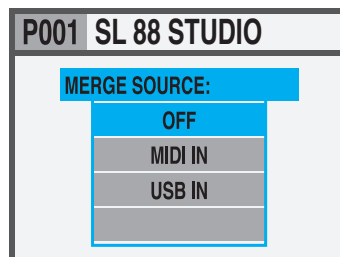 P001 SL 88 STUDIO
MERGE SOURCE:
OFF
MIDI IN
USB IN